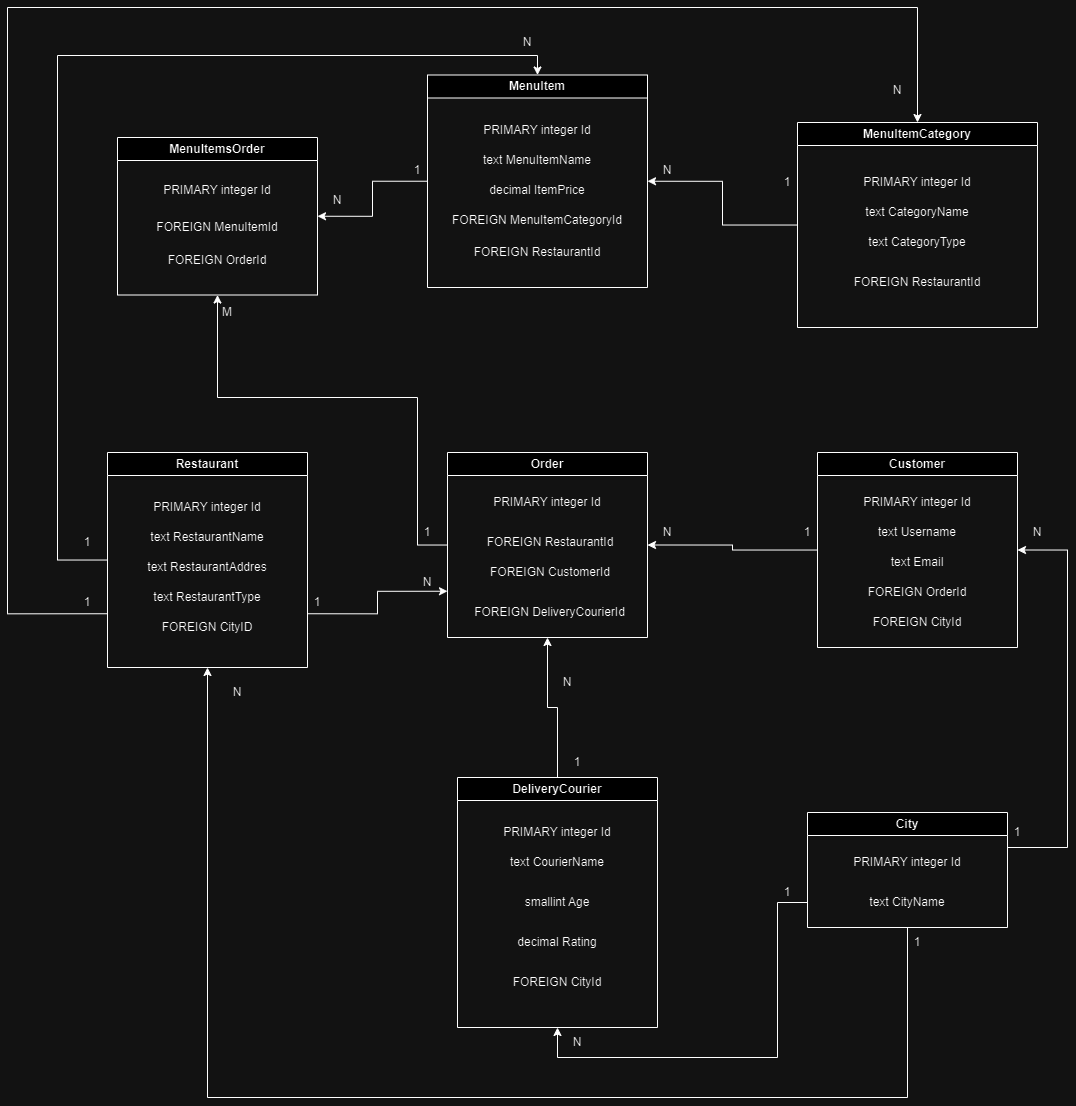 N
MenuItem
PRIMARY integer Id
text MenuItemName
decimal ItemPrice
FOREIGN MenuItemCategoryId
FOREIGN RestaurantId
N
MenuItemCategory
PRIMARY integer Id
text CategoryName
text CategoryType
FOREIGN RestaurantId
MenuItemsOrder
PRIMARY integer Id
FOREIGN MenuItemId
FOREIGN OrderId
1
N
N
1
M
Restaurant
PRIMARY integer Id
text RestaurantName
text RestaurantAddres
text RestaurantType
FOREIGN CityID
1
1
1
N
1
Order
PRIMARY integer Id
FOREIGN RestaurantId
FOREIGN CustomerId
FOREIGN DeliveryCourierId
N
1
Customer
PRIMARY integer Id
text Username
text Email
FOREIGN OrderId
FOREIGN CityId
N
N
N
1
DeliveryCourier
PRIMARY integer Id
text CourierName
smallint Age
decimal Rating
FOREIGN CityId
N
City
PRIMARY integer Id
text CityName
1
1
1